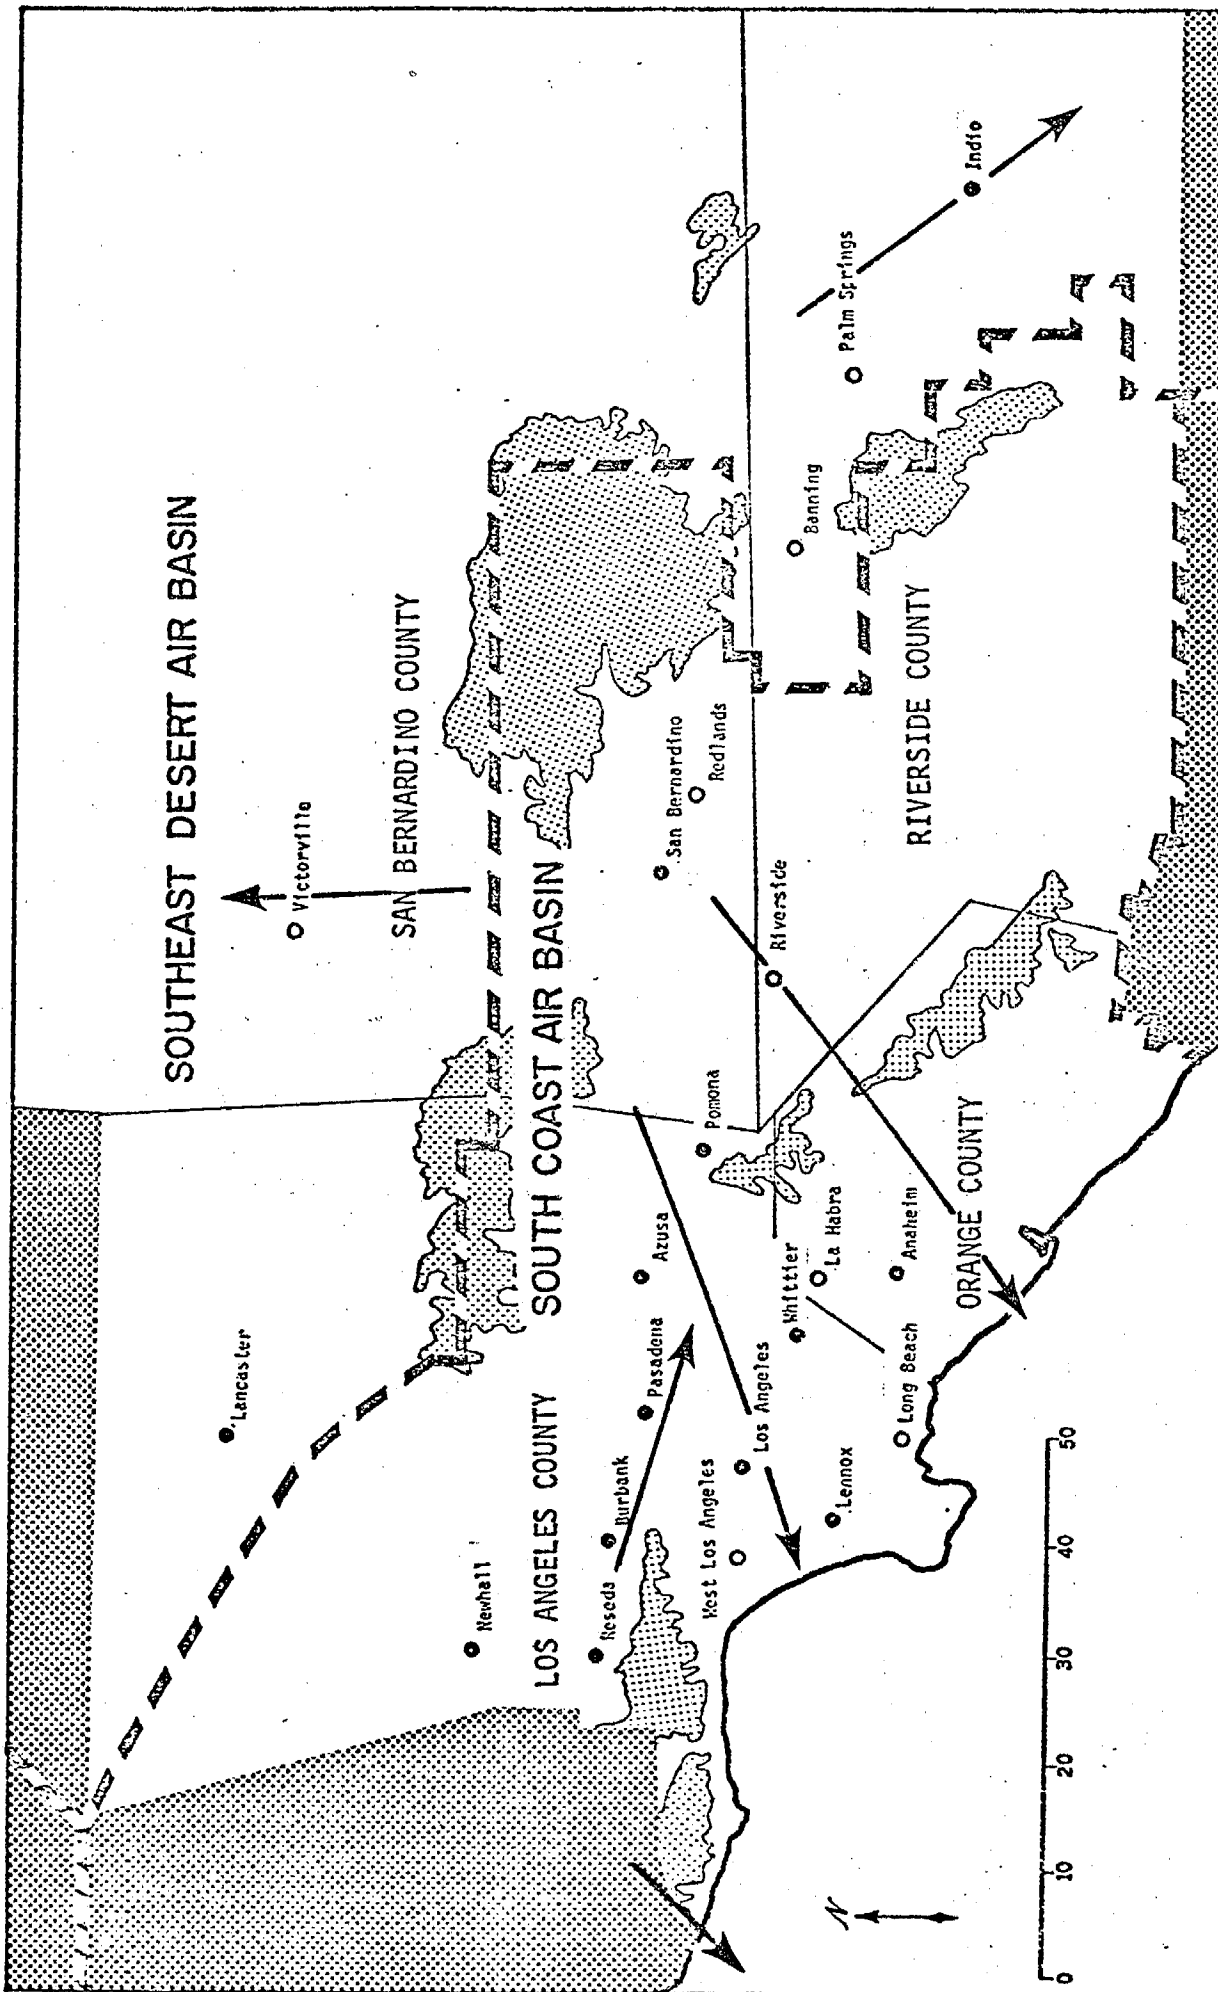 SOUTHEAST DESERT AIR BASIN
Victorville
SAN BERNARDINO COUNTY
Lancaster
Newhall
SOUTH COAST AIR BASIN
LOS ANGELES COUNTY
Reseda
Burbank
Pasadena
Azusa
Pomona
San Bernardino
Redlands
West Los Angeles
Los Angeles
Whittier
La Habra
Riverside
Banning
Palm Springs
Indio
Lennox
Long Beach
Anaheim
ORANGE COUNTY
RIVERSIDE COUNTY
N
0 10 20 30 40 50